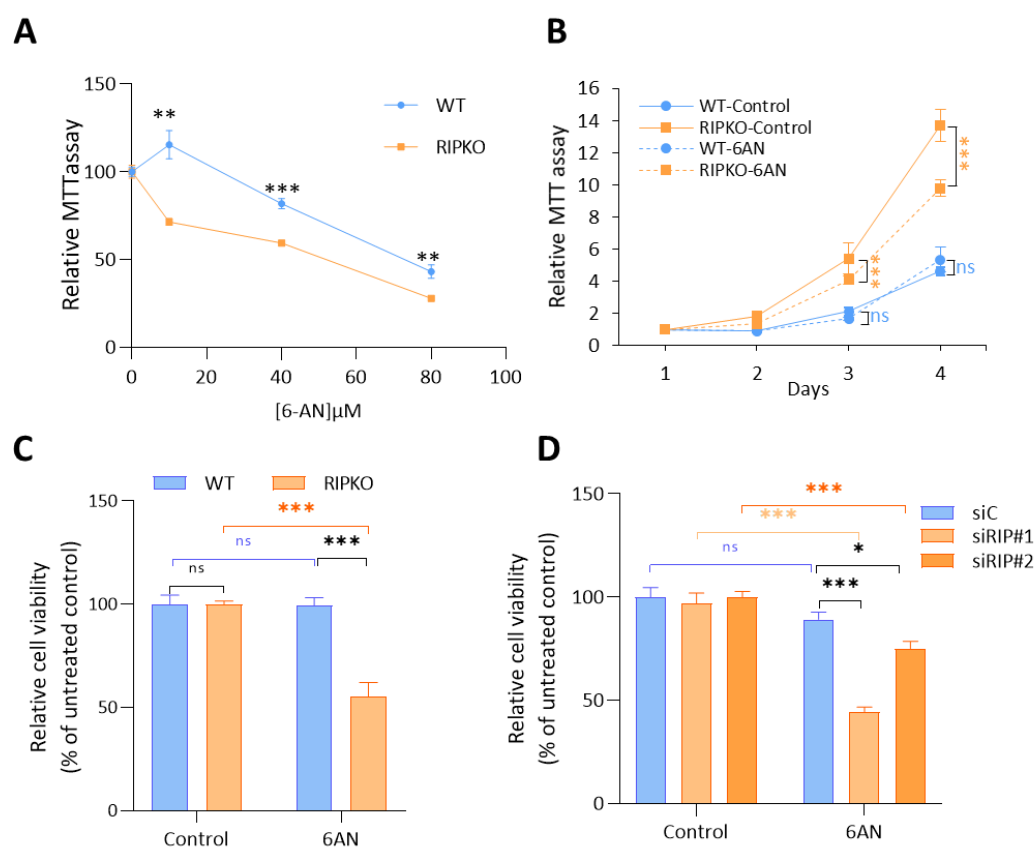 A
Relative MTTassay
150
100
50
0
0 20 40 60 80 100
[6-AN]µM
** *** **
WT
RIPKO
B
Relative MTT assay
16
14
12
10
8
6
4
2
0
1 2 3 4
Days
WT-Control
RIPKO-Control
WT-6AN
RIPKO-6AN
***
***
ns
ns
C
WT RIPKO
Relative cell viability
(% of untreated control)
150
100
50
0
***
ns ***
ns
Control 6AN
D
Relative cell viability
(% of untreated control)
150
100
50
0
***
***
ns *
***
siC
siRIP#1
siRIP#2
Control 6AN